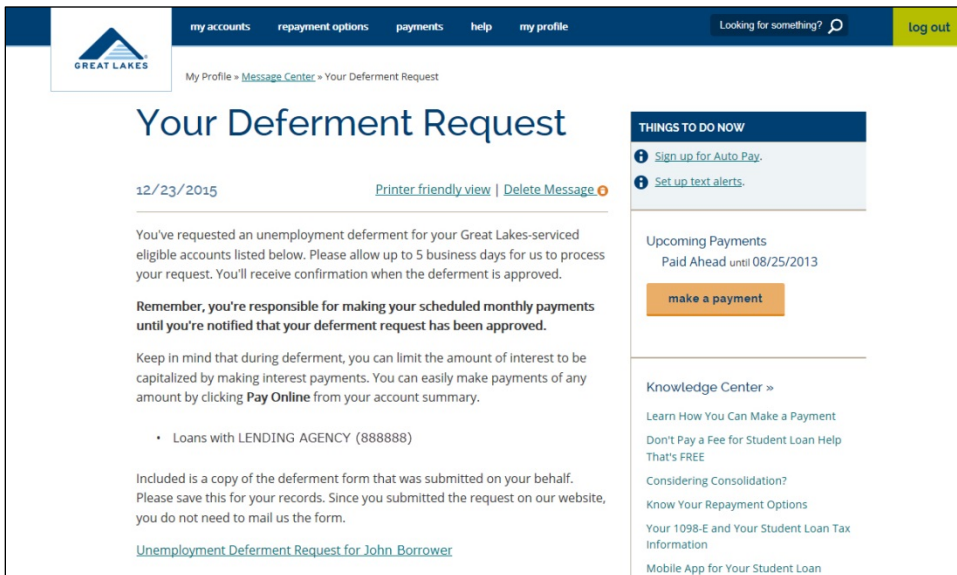 my accounts repayment options payments help my profile Looking for something? log out
GREAT LAKES
My Profile » Message Center » Your Deferment Request
Your Deferment Request
12/23/2015 Printer friendly view | Delete Message
You've requested an unemployment deferment for your Great Lakes-serviced
eligible accounts listed below. Please allow up to 5 business days for us to process
your request. You'll receive confirmation when the deferment is approved.
Remember, you're responsible for making your scheduled monthly payments
until you're notified that your deferment request has been approved.
Keep in mind that during deferment, you can limit the amount of interest to be
capitalized by making interest payments. You can easily make payments of any
amount by clicking Pay Online from your account summary.
• Loans with LENDING AGENCY (888888)
Included is a copy of the deferment form that was submitted on your behalf.
Please save this for your records. Since you submitted the request on our website,
you do not need to mail us the form.
Unemployment Deferment Request for John Borrower
THINGS TO DO NOW
Sign up for Auto Pay.
Set up text alerts.
Upcoming Payments
Paid Ahead until 08/25/2013
make a payment
Knowledge Center »
Learn How You Can Make a Payment
Don't Pay a Fee for Student Loan Help
That's FREE
Considering Consolidation?
Know Your Repayment Options
Your 1098-E and Your Student Loan Tax
Information
Mobile App for Your Student Loan